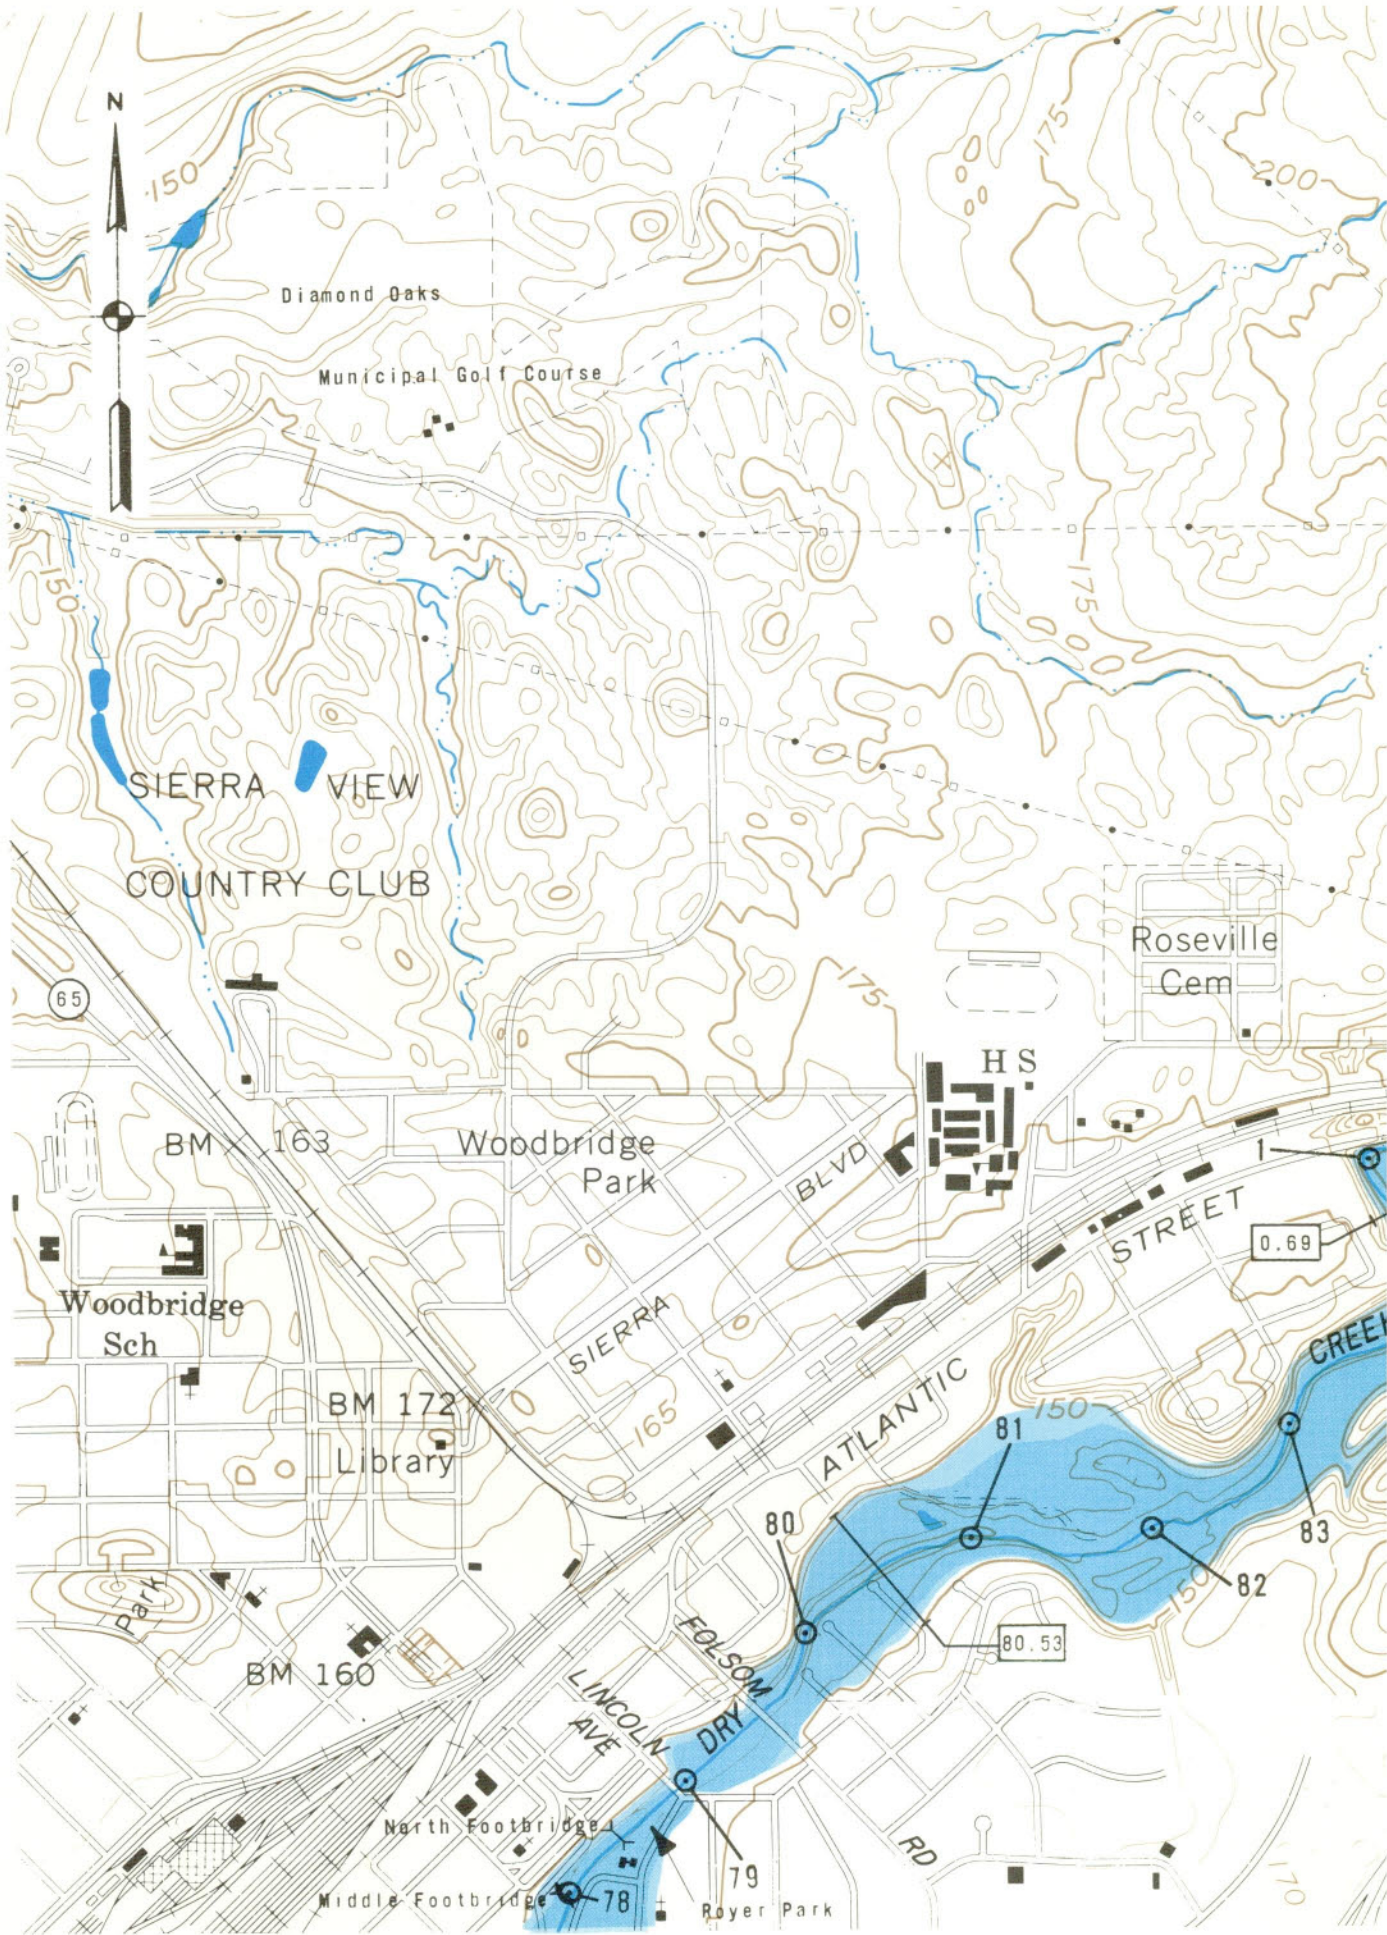 N
175
200
150
Diamond Oaks
Municipal Golf Course
150
175
SIERRA VIEW
COUNTRY CLUB
Roseville
Cem
65
175
H S
BM 163
Woodbridge
Park
BLVD
1
STREET
0.69
Woodbridge
Sch
SIERRA
CREEK
BM 172
165
ATLANTIC
150
81
Library
80
83
82
150
Park
FOLSOM
80.53
BM 160
LINCOLN
AVE
DRY
North Footbridge
RD
79
170
Middle Footbridge
78
Royer Park